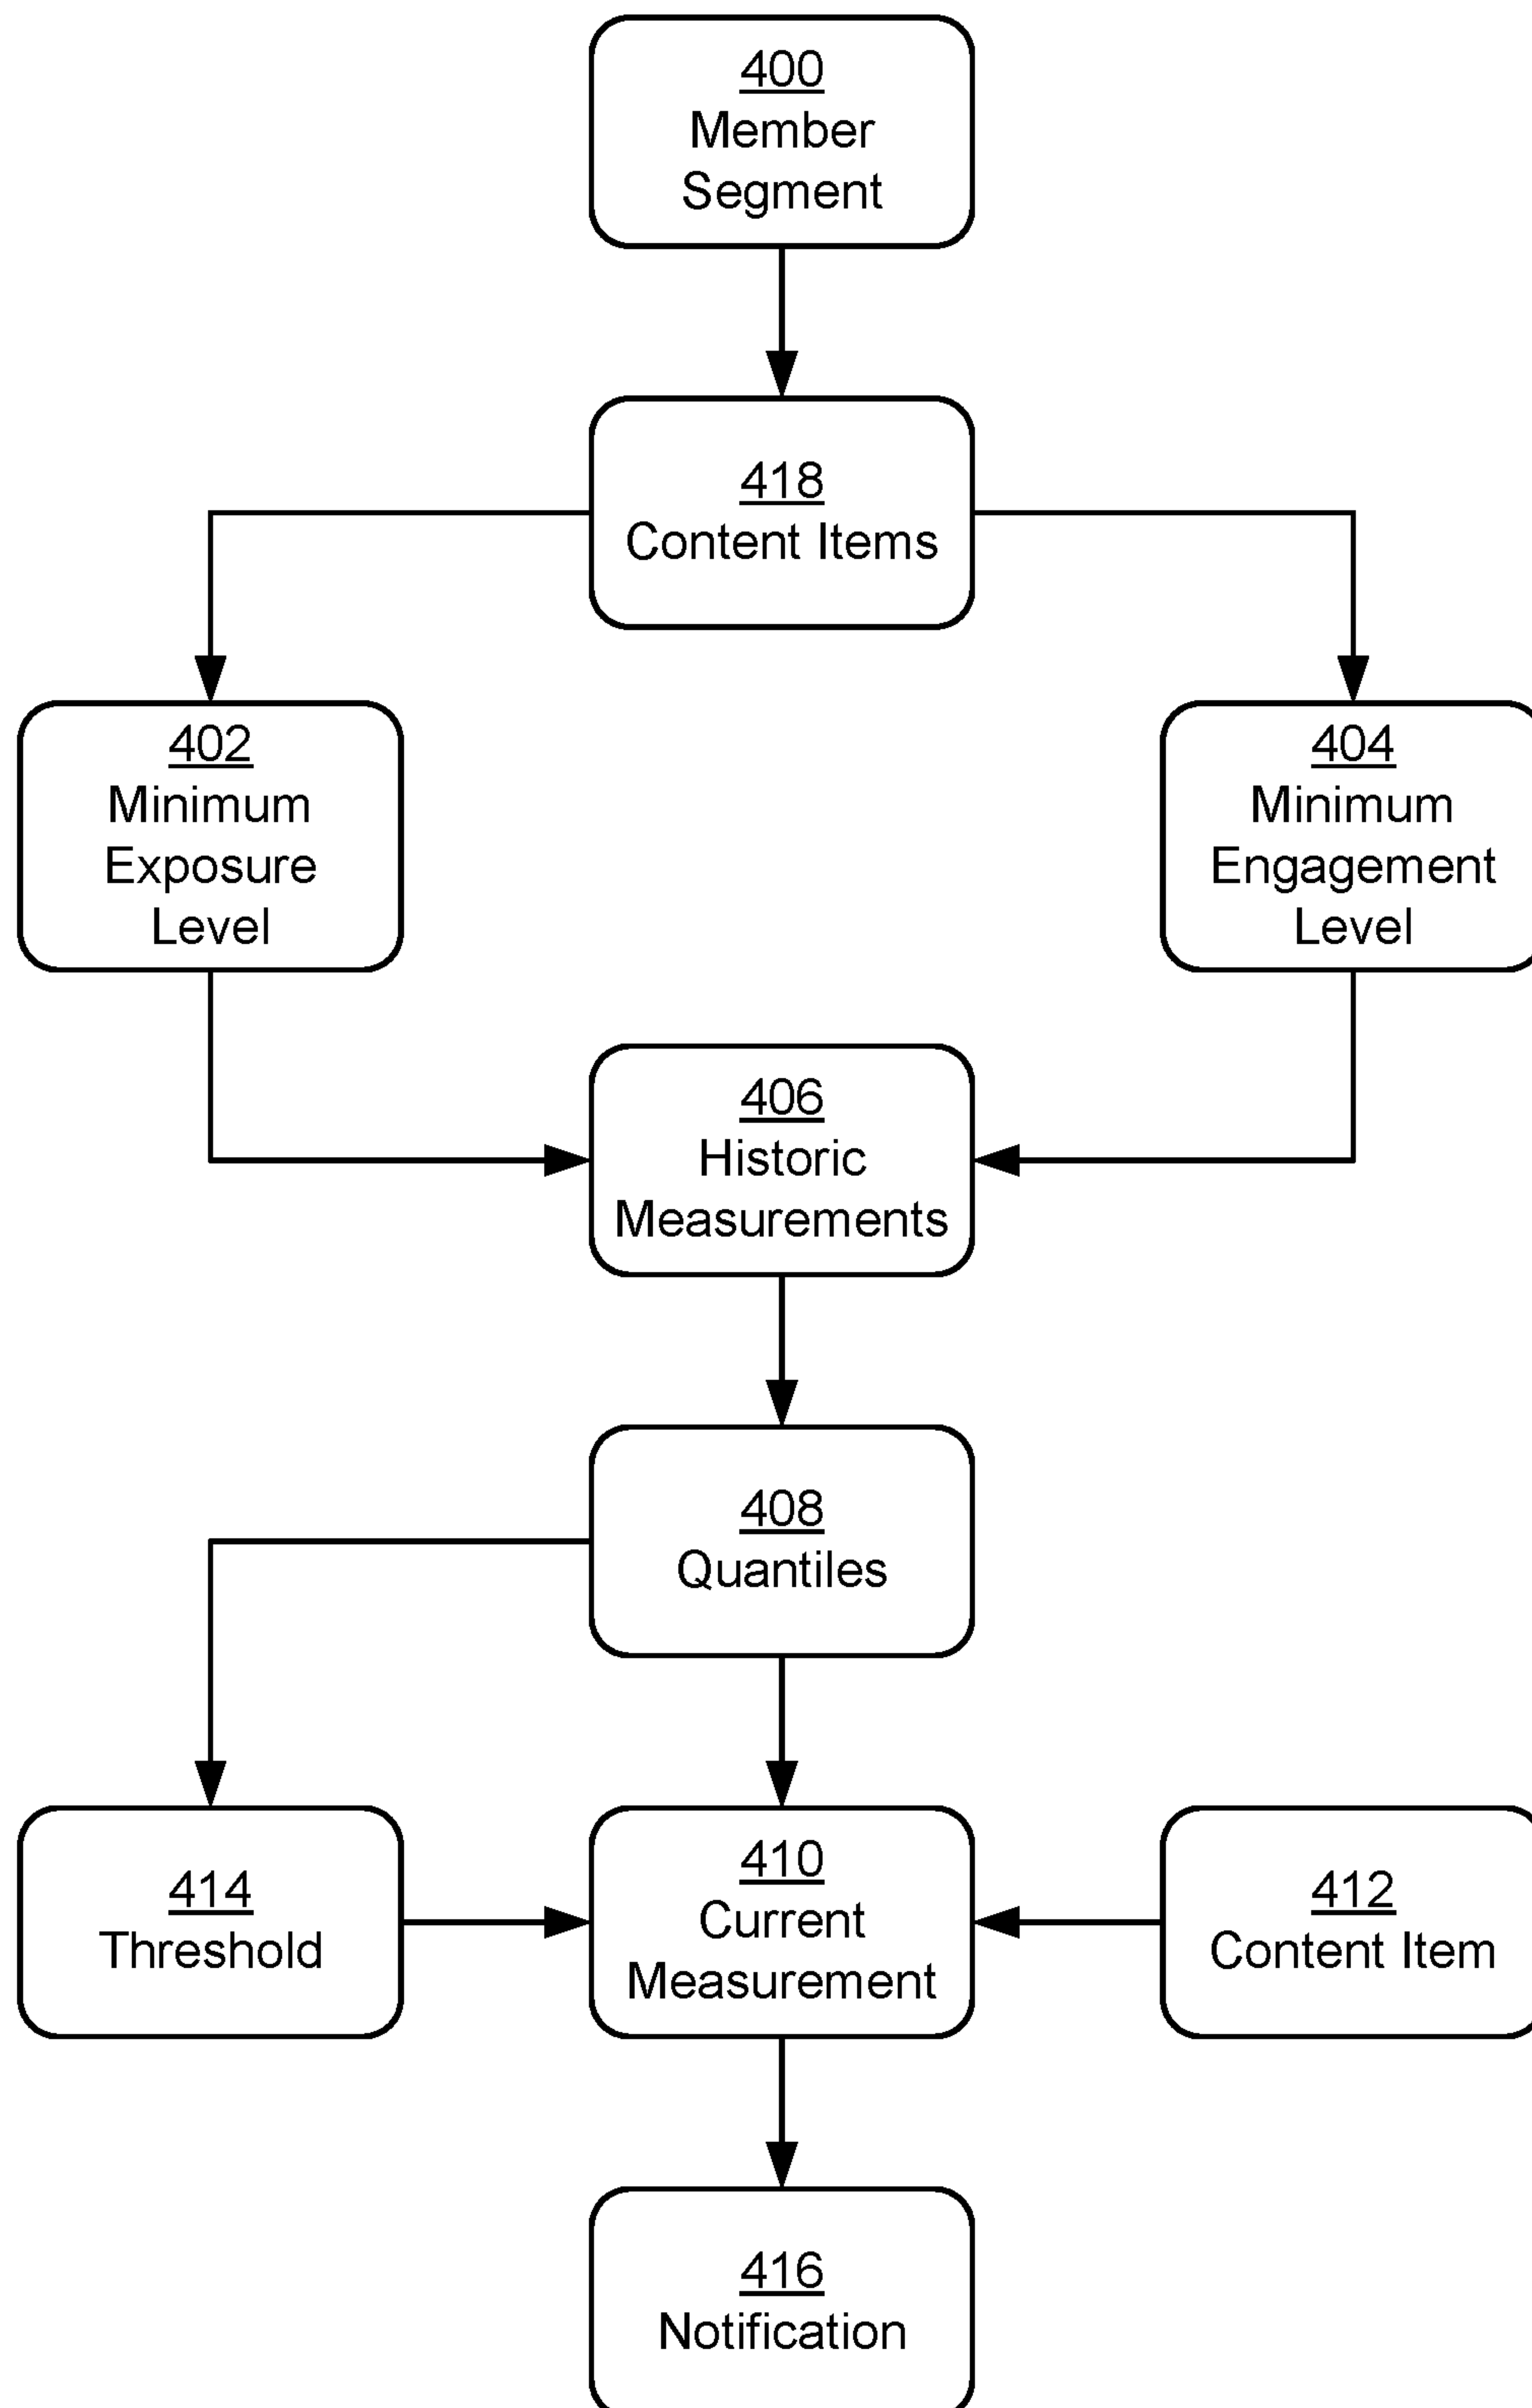 400
Member
Segment
418
Content Items
402
Minimum
Exposure
Level
404
Minimum
Engagement
Level
406
Historic
Measurements
408
Quantiles
414
Threshold
410
Current
Measurement
412
Content Item
416
Notification